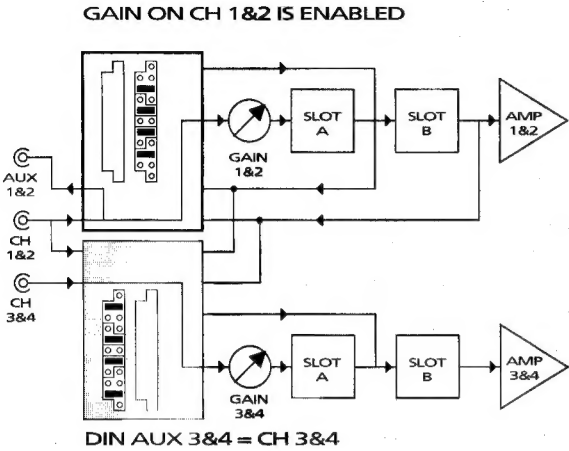 GAIN ON CH 1&2 IS ENABLED
SLOT
A
SLOT
B
AMP
1&2
GAIN
1&2
AUX
1&2
CH
1&2
CH
3&4
SLOT
A
SLOT
B
AMP
3&4
GAIN
3&4
DIN AUX 3&4 = CH 3&4